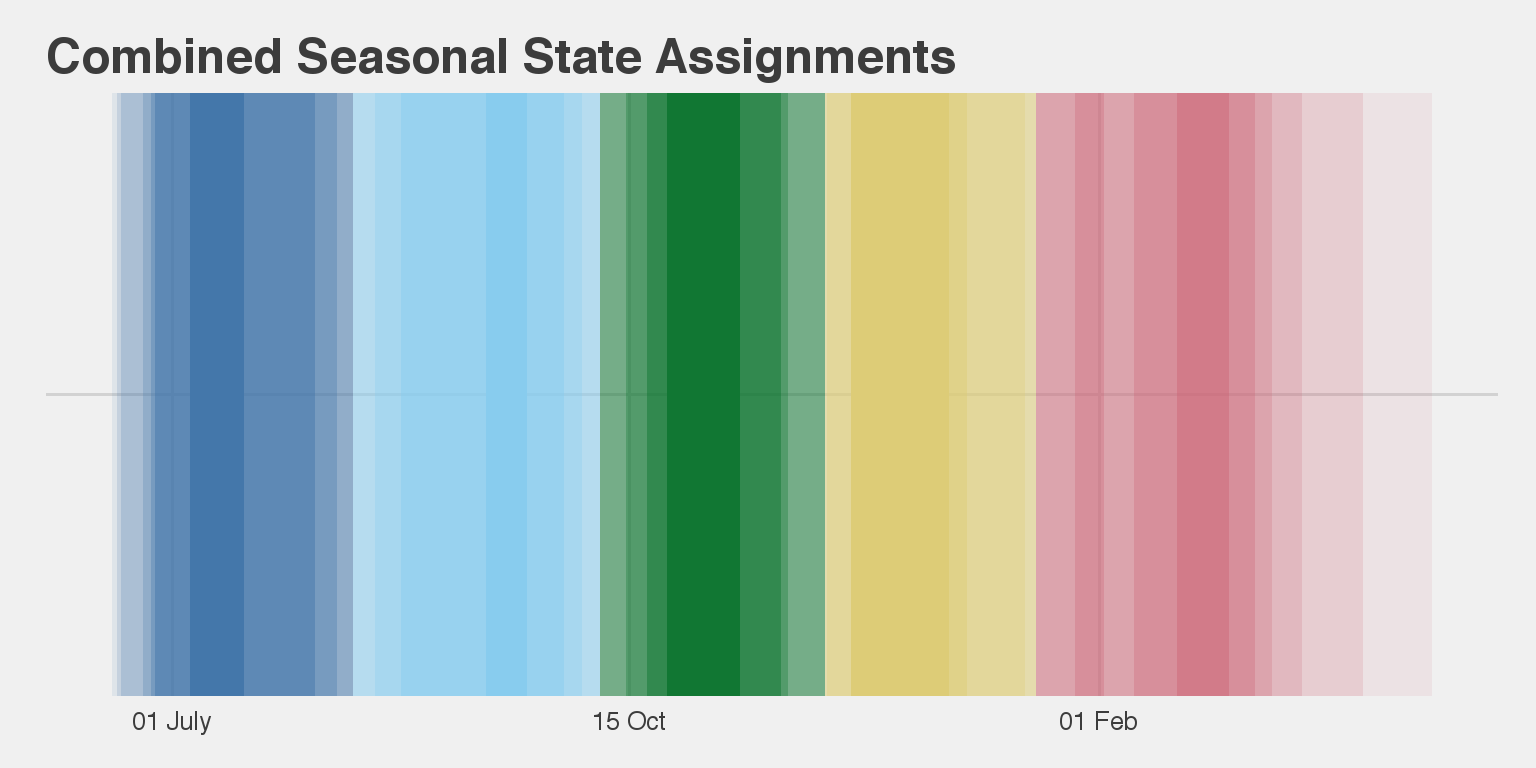 Combined Seasonal State Assignments
01 July
15 Oct
01 Feb